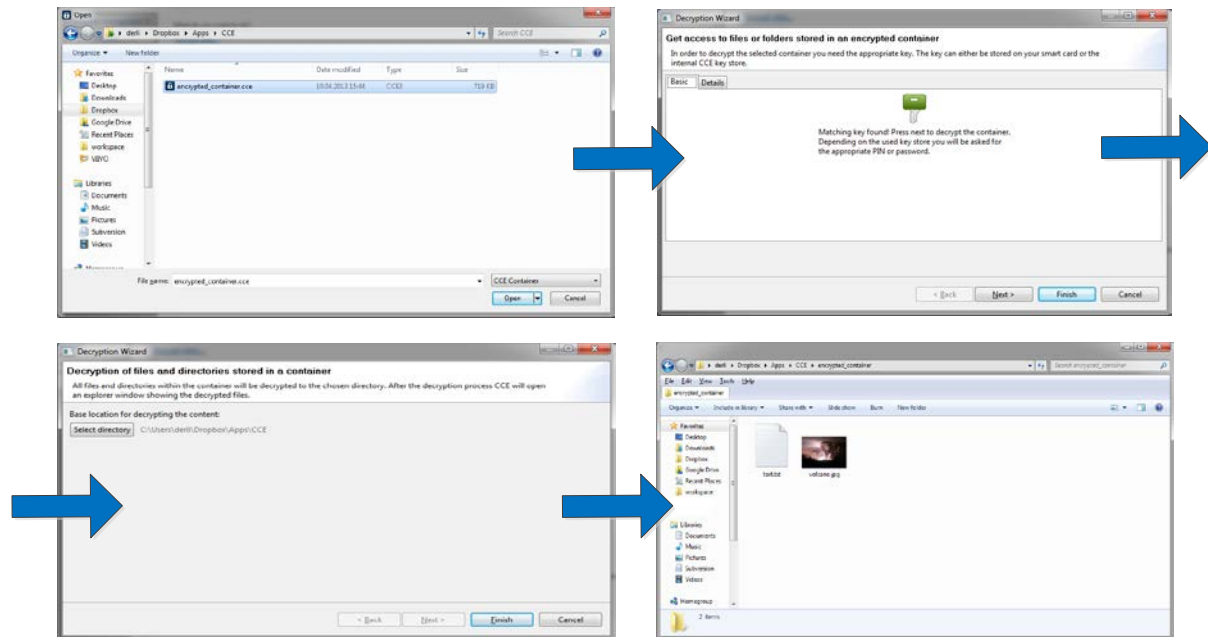 Open
derli ▸ Dropbox ▸ Apps ▸ CCE
Search CCE
Organize
New folder
Name
Date modified
Type
Size
encrypted_container.cce
719 KB
Favorites
Desktop
Downloads
Dropbox
Google Drive
Recent Places
workspace
Libraries
Documents
Music
Pictures
Subversion
Videos
File name:
encrypted_container.cce
CCE Container
Open
Cancel
Decryption Wizard
Get access to files or folders stored in an encrypted container
In order to decrypt the selected container you need the appropriate key. The key can either be stored on your smart card or the
internal CCE key store.
Basic
Details
Matching key found! Press next to decrypt the container.
Depending on the used key store you will be asked for
the appropriate PIN or password.
< Back
Next >
Finish
Cancel
Decryption Wizard
Decryption of files and directories stored in a container
All files and directories within the container will be decrypted to the chosen directory. After the decryption process CCE will open
an explorer window showing the decrypted files.
Base location for decrypting the content:
Select directory
C:\Users\derli\Dropbox\Apps\CCE
< Back
Next >
Finish
Cancel
derli ▸ Dropbox ▸ Apps ▸ CCE ▸ encrypted_container
Search encrypted_container
File Edit View Tools Help
encrypted_container
Organize
Include in library
Share with
Slide show
Burn
New folder
Favorites
Desktop
Downloads
Dropbox
Google Drive
Recent Places
workspace
Libraries
Documents
Music
Pictures
Subversion
Videos
Homegroup
volcano.jpg
2 items